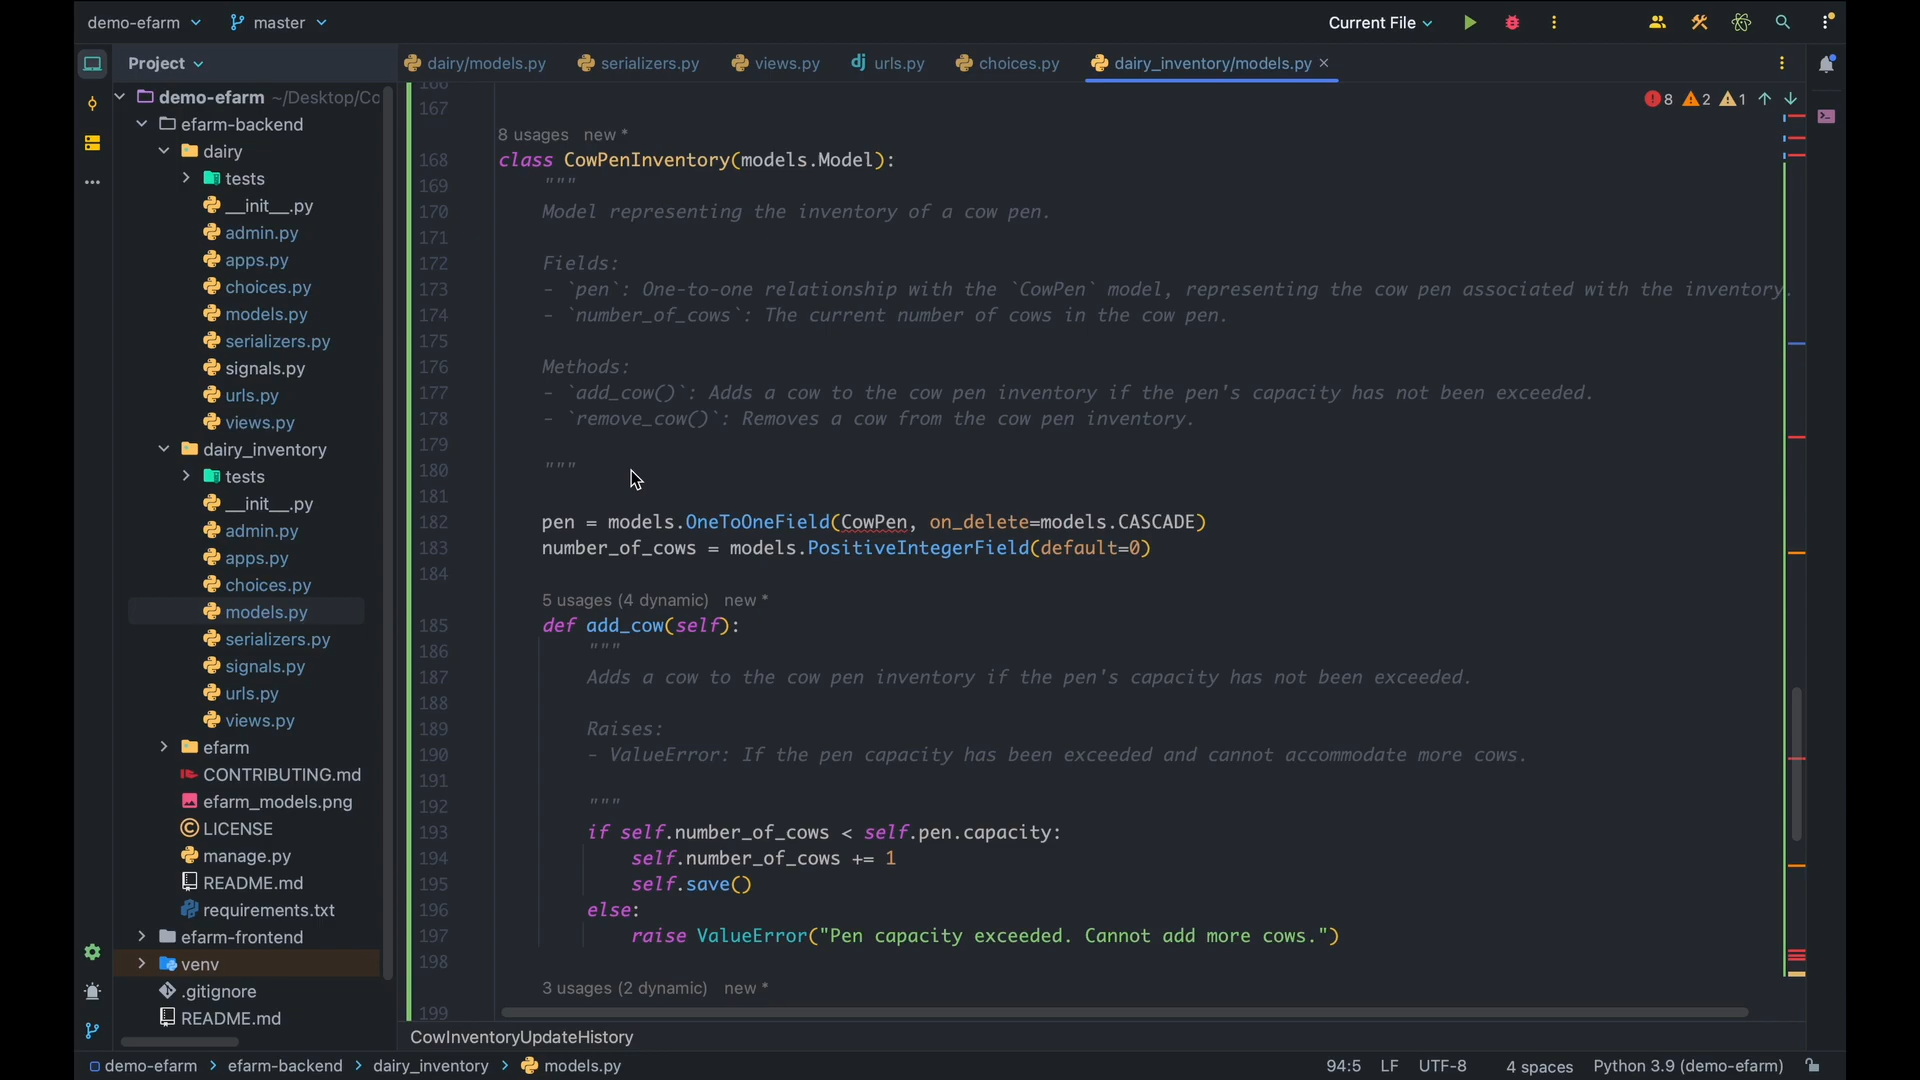 demo-efarm
master
Current File
Project
dairy/models.py
serializers.py
views.py
dj urls.py
choices.py
dairy_inventory/models.py
8 2 1
demo-efarm ~/Desktop/Co
efarm-backend
dairy
tests
__init__.py
admin.py
apps.py
choices.py
models.py
serializers.py
signals.py
urls.py
views.py
dairy_inventory
tests
__init__.py
admin.py
apps.py
choices.py
models.py
serializers.py
signals.py
urls.py
views.py
efarm
CONTRIBUTING.md
efarm_models.png
LICENSE
manage.py
README.md
requirements.txt
efarm-frontend
venv
.gitignore
README.md
166
167
8 usages new *
168 class CowPenInventory(models.Model):
169 """
170 Model representing the inventory of a cow pen.
171
172 Fields:
173 - `pen`: One-to-one relationship with the `CowPen` model, representing the cow pen associated with the inventory.
174 - `number_of_cows`: The current number of cows in the cow pen.
175
176 Methods:
177 - `add_cow()`: Adds a cow to the cow pen inventory if the pen's capacity has not been exceeded.
178 - `remove_cow()`: Removes a cow from the cow pen inventory.
179
180 """
181
182 pen = models.OneToOneField(CowPen, on_delete=models.CASCADE)
183 number_of_cows = models.PositiveIntegerField(default=0)
184
5 usages (4 dynamic) new *
185 def add_cow(self):
186 """
187 Adds a cow to the cow pen inventory if the pen's capacity has not been exceeded.
188
189 Raises:
190 - ValueError: If the pen capacity has been exceeded and cannot accommodate more cows.
191
192 """
193 if self.number_of_cows < self.pen.capacity:
194 self.number_of_cows += 1
195 self.save()
196 else:
197 raise ValueError("Pen capacity exceeded. Cannot add more cows.")
198
3 usages (2 dynamic) new *
199
CowInventoryUpdateHistory
demo-efarm > efarm-backend > dairy_inventory > models.py
94:5 LF UTF-8 4 spaces Python 3.9 (demo-efarm)